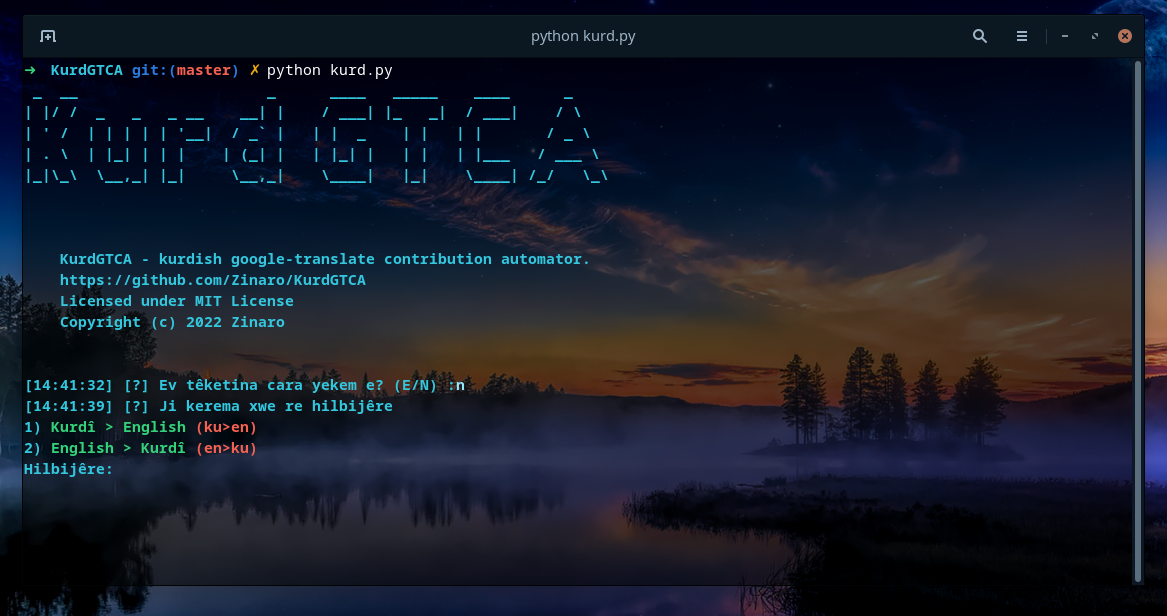 python kurd.py
➜ KurdGTCA git:(master) ✗ python kurd.py
Kurd GTCA
KurdGTCA - kurdish google-translate contribution automator.
https://github.com/Zinaro/KurdGTCA
Licensed under MIT License
Copyright (c) 2022 Zinaro
[14:41:32] [?] Ev têketina cara yekem e? (E/N) :n
[14:41:39] [?] Ji kerema xwe re hilbijêre
1) Kurdî > English (ku>en)
2) English > Kurdî (en>ku)
Hilbijêre: